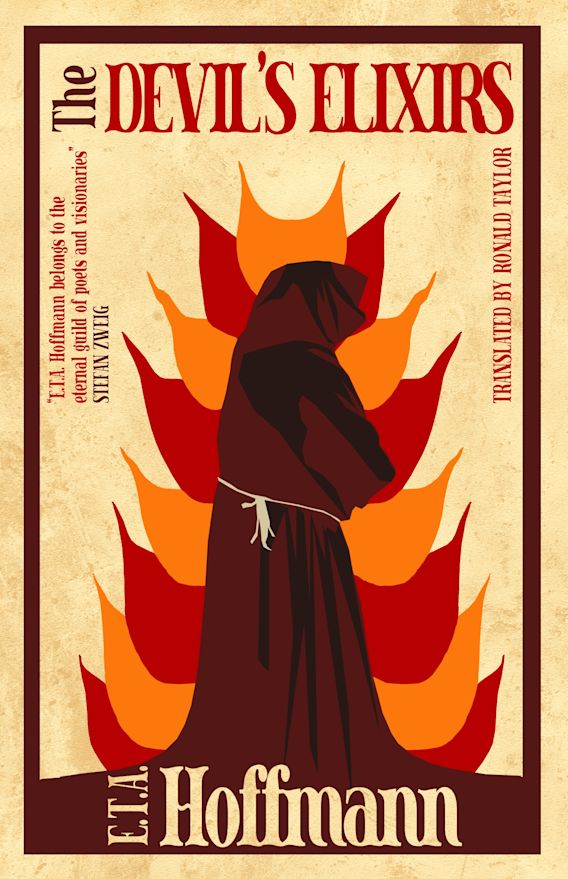 The DEVIL'S ELIXIRS
"E.T.A. Hoffmann belongs to the
eternal guild of poets and visionaries"
STEFAN ZWEIG
TRANSLATED BY RONALD TAYLOR
E.T.A. Hoffmann